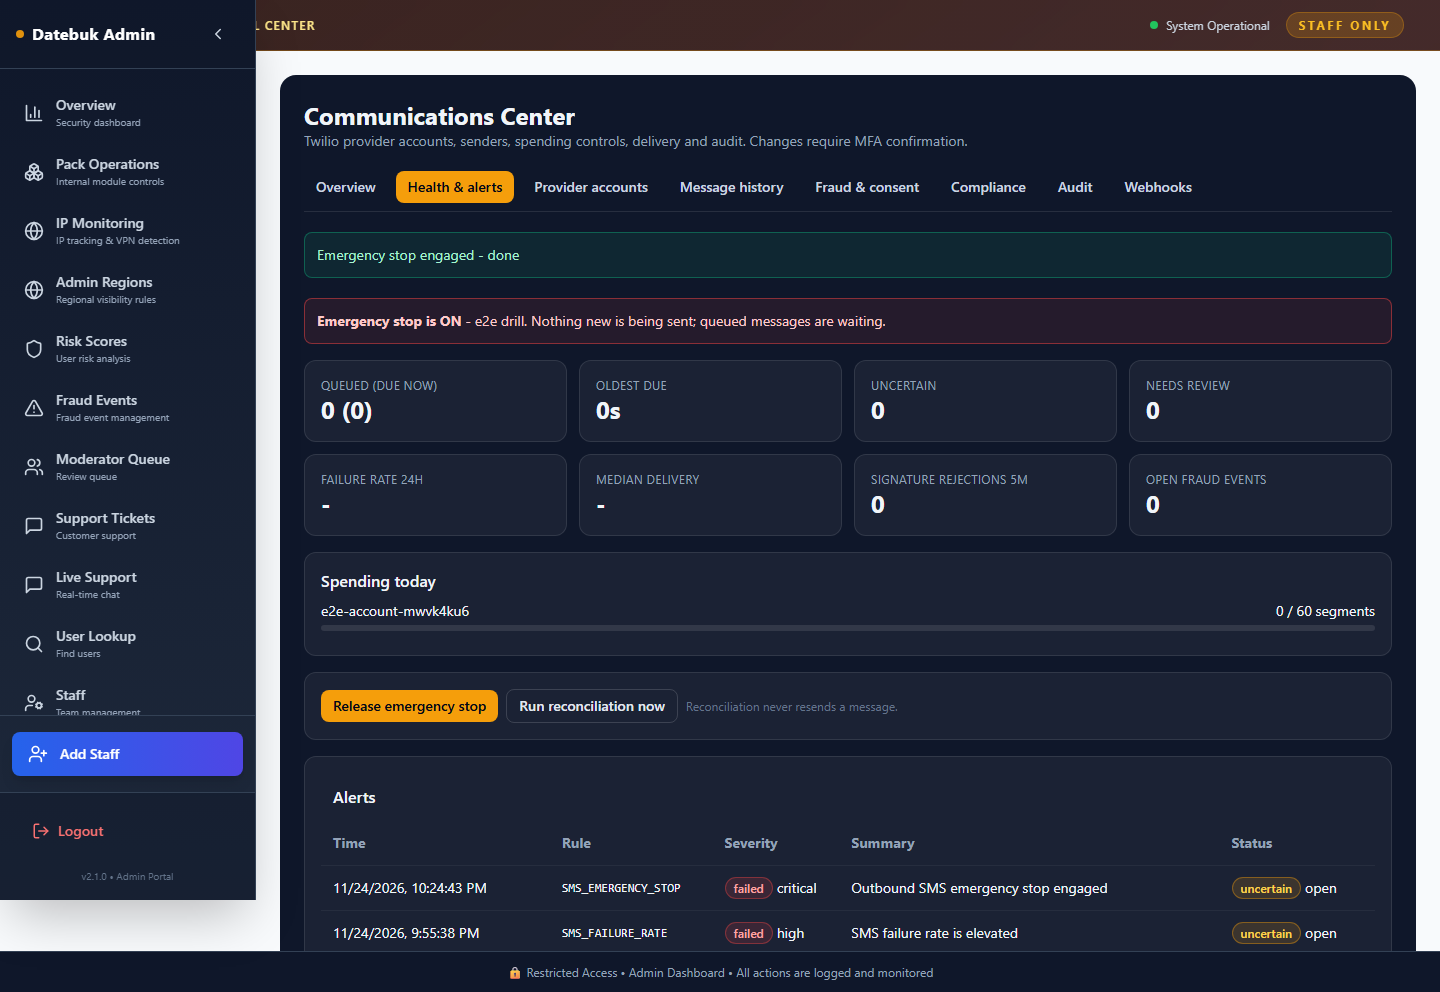 Datebuk Admin
L CENTER
System Operational
STAFF ONLY
Overview
Security dashboard
Pack Operations
Internal module controls
IP Monitoring
IP tracking & VPN detection
Admin Regions
Regional visibility rules
Risk Scores
User risk analysis
Fraud Events
Fraud event management
Moderator Queue
Review queue
Support Tickets
Customer support
Live Support
Real-time chat
User Lookup
Find users
Staff
Team management
Add Staff
Logout
v2.1.0 • Admin Portal
Communications Center
Twilio provider accounts, senders, spending controls, delivery and audit. Changes require MFA confirmation.
Overview Health & alerts Provider accounts Message history Fraud & consent Compliance Audit Webhooks
Emergency stop engaged - done
Emergency stop is ON - e2e drill. Nothing new is being sent; queued messages are waiting.
QUEUED (DUE NOW)
0 (0)
OLDEST DUE
0s
UNCERTAIN
0
NEEDS REVIEW
0
FAILURE RATE 24H
-
MEDIAN DELIVERY
-
SIGNATURE REJECTIONS 5M
0
OPEN FRAUD EVENTS
0
Spending today
e2e-account-mwvk4ku6 0 / 60 segments
Release emergency stop Run reconciliation now Reconciliation never resends a message.
Alerts
Time Rule Severity Summary Status
11/24/2026, 10:24:43 PM SMS_EMERGENCY_STOP failed critical Outbound SMS emergency stop engaged uncertain open
11/24/2026, 9:55:38 PM SMS_FAILURE_RATE failed high SMS failure rate is elevated uncertain open
Restricted Access • Admin Dashboard • All actions are logged and monitored